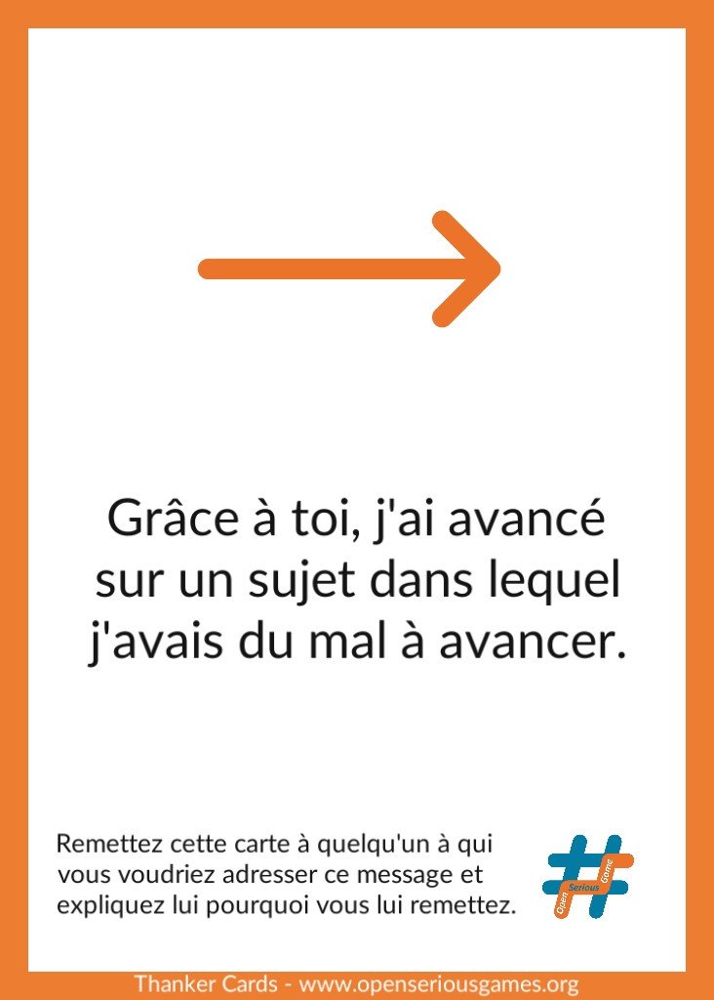 Grâce à toi, j'ai avancé
sur un sujet dans lequel
j'avais du mal à avancer.
Remettez cette carte à quelqu'un à qui
vous voudriez adresser ce message et
expliquez lui pourquoi vous lui remettez.
Open Serious Game
Thanker Cards - www.openseriousgames.org